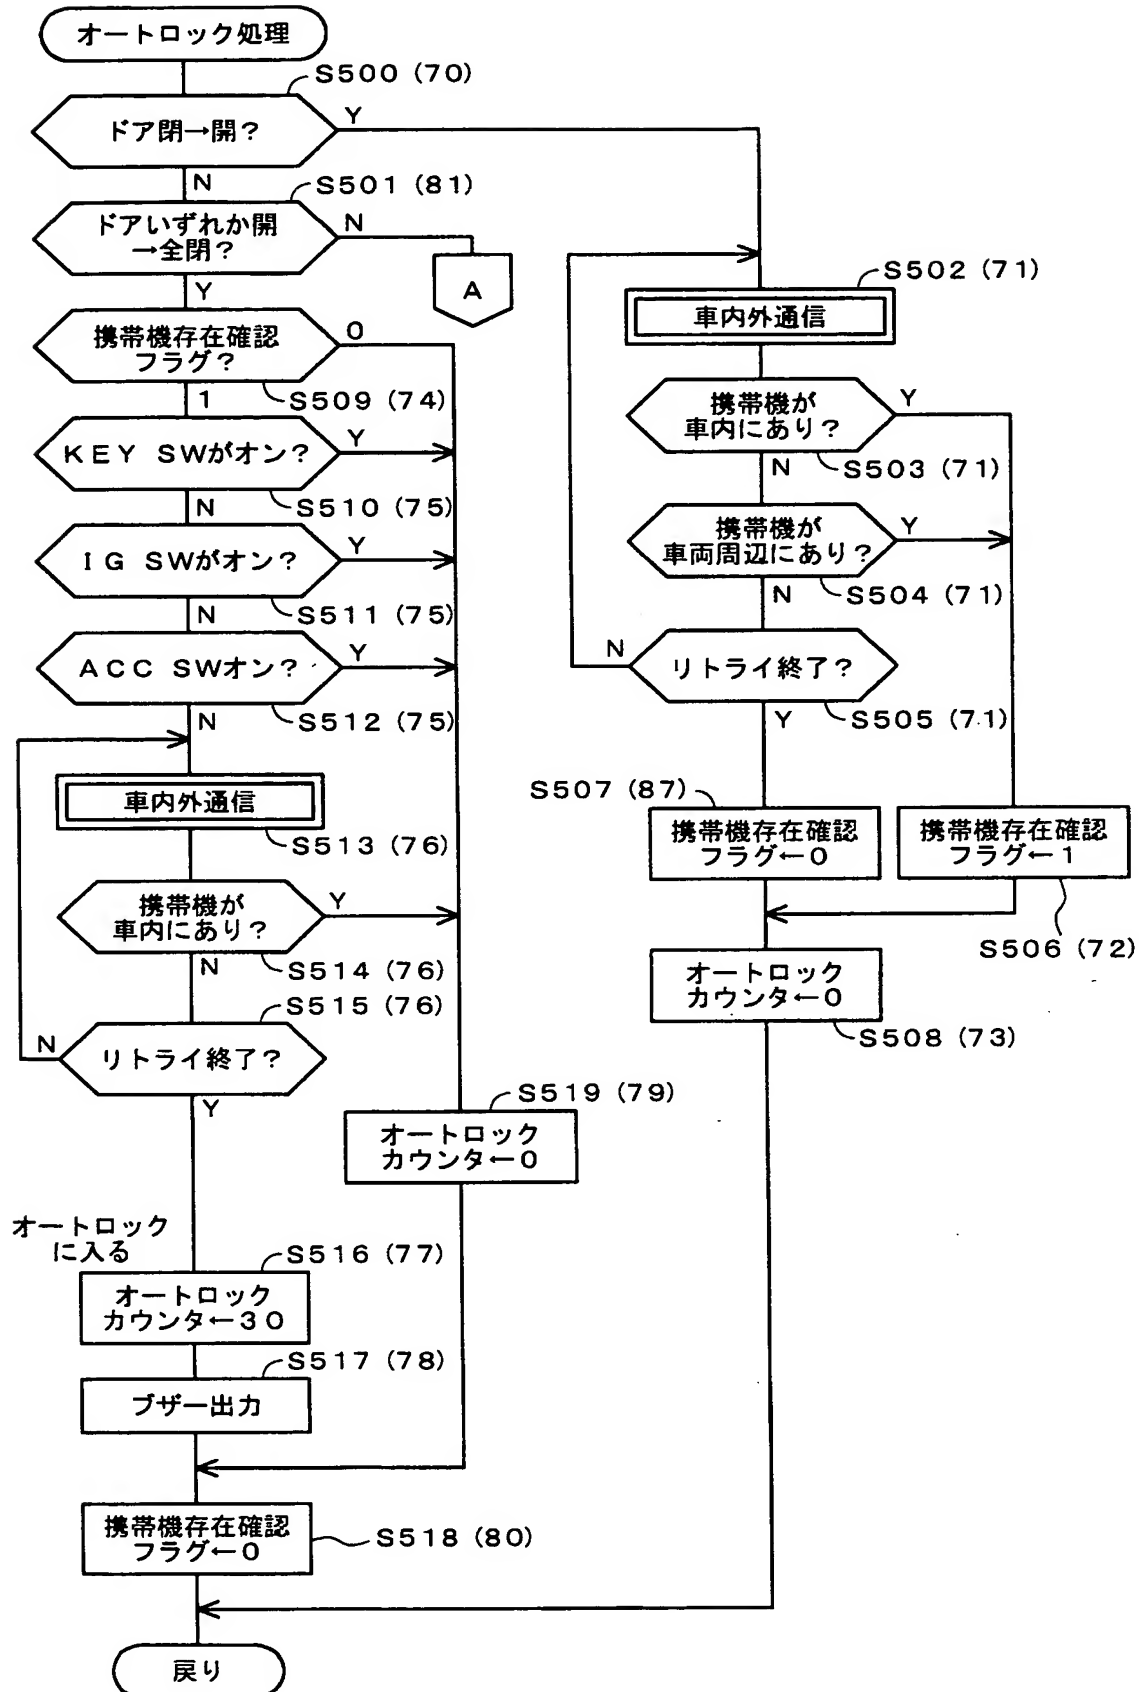 オートロック処理
S500 (70)
ドア閉→開?
Y
N
S501 (81)
ドアいずれか開
→全閉?
N
A
Y
携帯機存在確認
フラグ?
0
S509 (74)
1
KEY SWがオン?
Y
S510 (75)
N
IG SWがオン?
Y
S511 (75)
N
ACC SWオン?
Y
S512 (75)
N
車内外通信
S513 (76)
携帯機が
車内にあり?
Y
S514 (76)
N
S515 (76)
リトライ終了?
N
Y
S519 (79)
オートロック
カウンタ←0
オートロック
に入る
S516 (77)
オートロック
カウンタ←30
S517 (78)
ブザー出力
携帯機存在確認
フラグ←0
S518 (80)
戻り
S502 (71)
車内外通信
携帯機が
車内にあり?
Y
S503 (71)
N
携帯機が
車両周辺にあり?
Y
S504 (71)
N
リトライ終了?
N
S505 (71)
Y
S507 (87)
携帯機存在確認
フラグ←0
携帯機存在確認
フラグ←1
S506 (72)
オートロック
カウンタ←0
S508 (73)